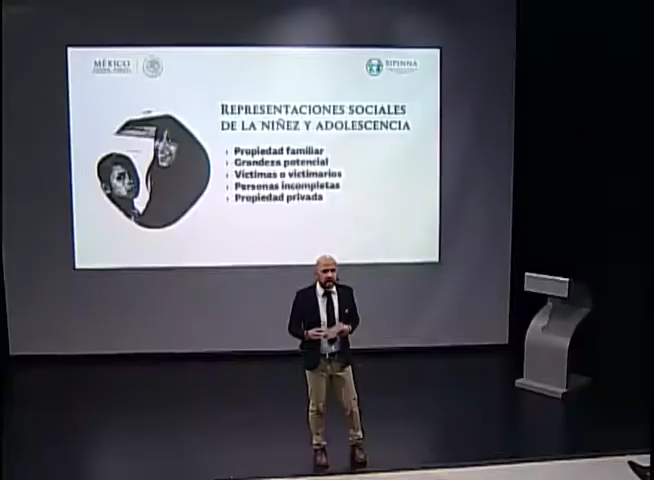 MÉXICO
SIPINNA
REPRESENTACIONES SOCIALES
DE LA NIÑEZ Y ADOLESCENCIA
› Propiedad familiar
› Grandeza potencial
› Víctimas o victimarios
› Personas incompletas
› Propiedad privada